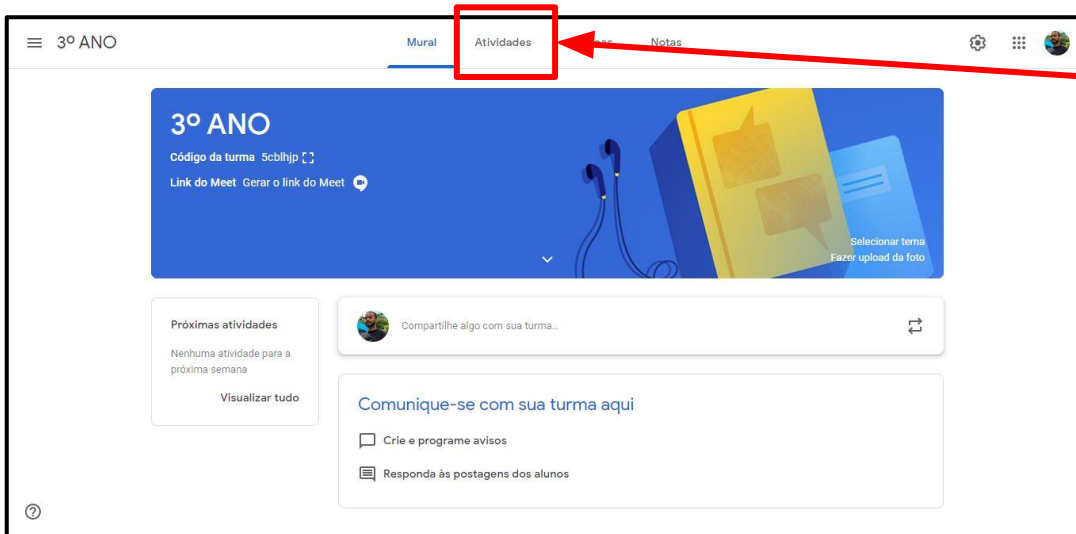 3º ANO
Mural Atividades Notas
3º ANO
Código da turma 5cblhjp
Link do Meet Gerar o link do Meet
Selecionar tema
Fazer upload da foto
Próximas atividades
Nenhuma atividade para a
próxima semana
Visualizar tudo
Compartilhe algo com sua turma...
Comunique-se com sua turma aqui
Crie e programe avisos
Responda às postagens dos alunos